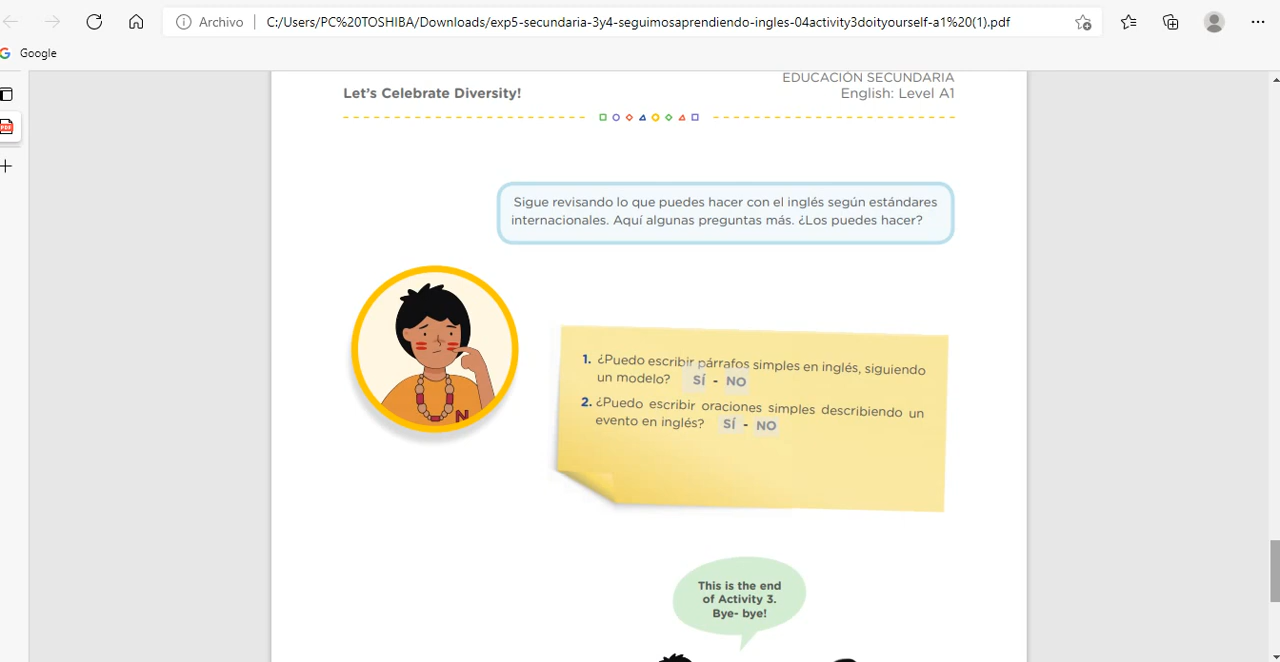 Archivo
C:/Users/PC%20TOSHIBA/Downloads/exp5-secundaria-3y4-seguimosaprendiendo-ingles-04activity3doityourself-a1%20(1).pdf
Google
PDF
EDUCACIÓN SECUNDARIA
Let's Celebrate Diversity!
English: Level A1
Sigue revisando lo que puedes hacer con el inglés según estándares
internacionales. Aquí algunas preguntas más. ¿Los puedes hacer?
1. ¿Puedo escribir párrafos simples en inglés, siguiendo
un modelo? SÍ - NO
2. ¿Puedo escribir oraciones simples describiendo un
evento en inglés? SÍ - NO
N
This is the end
of Activity 3.
Bye- bye!